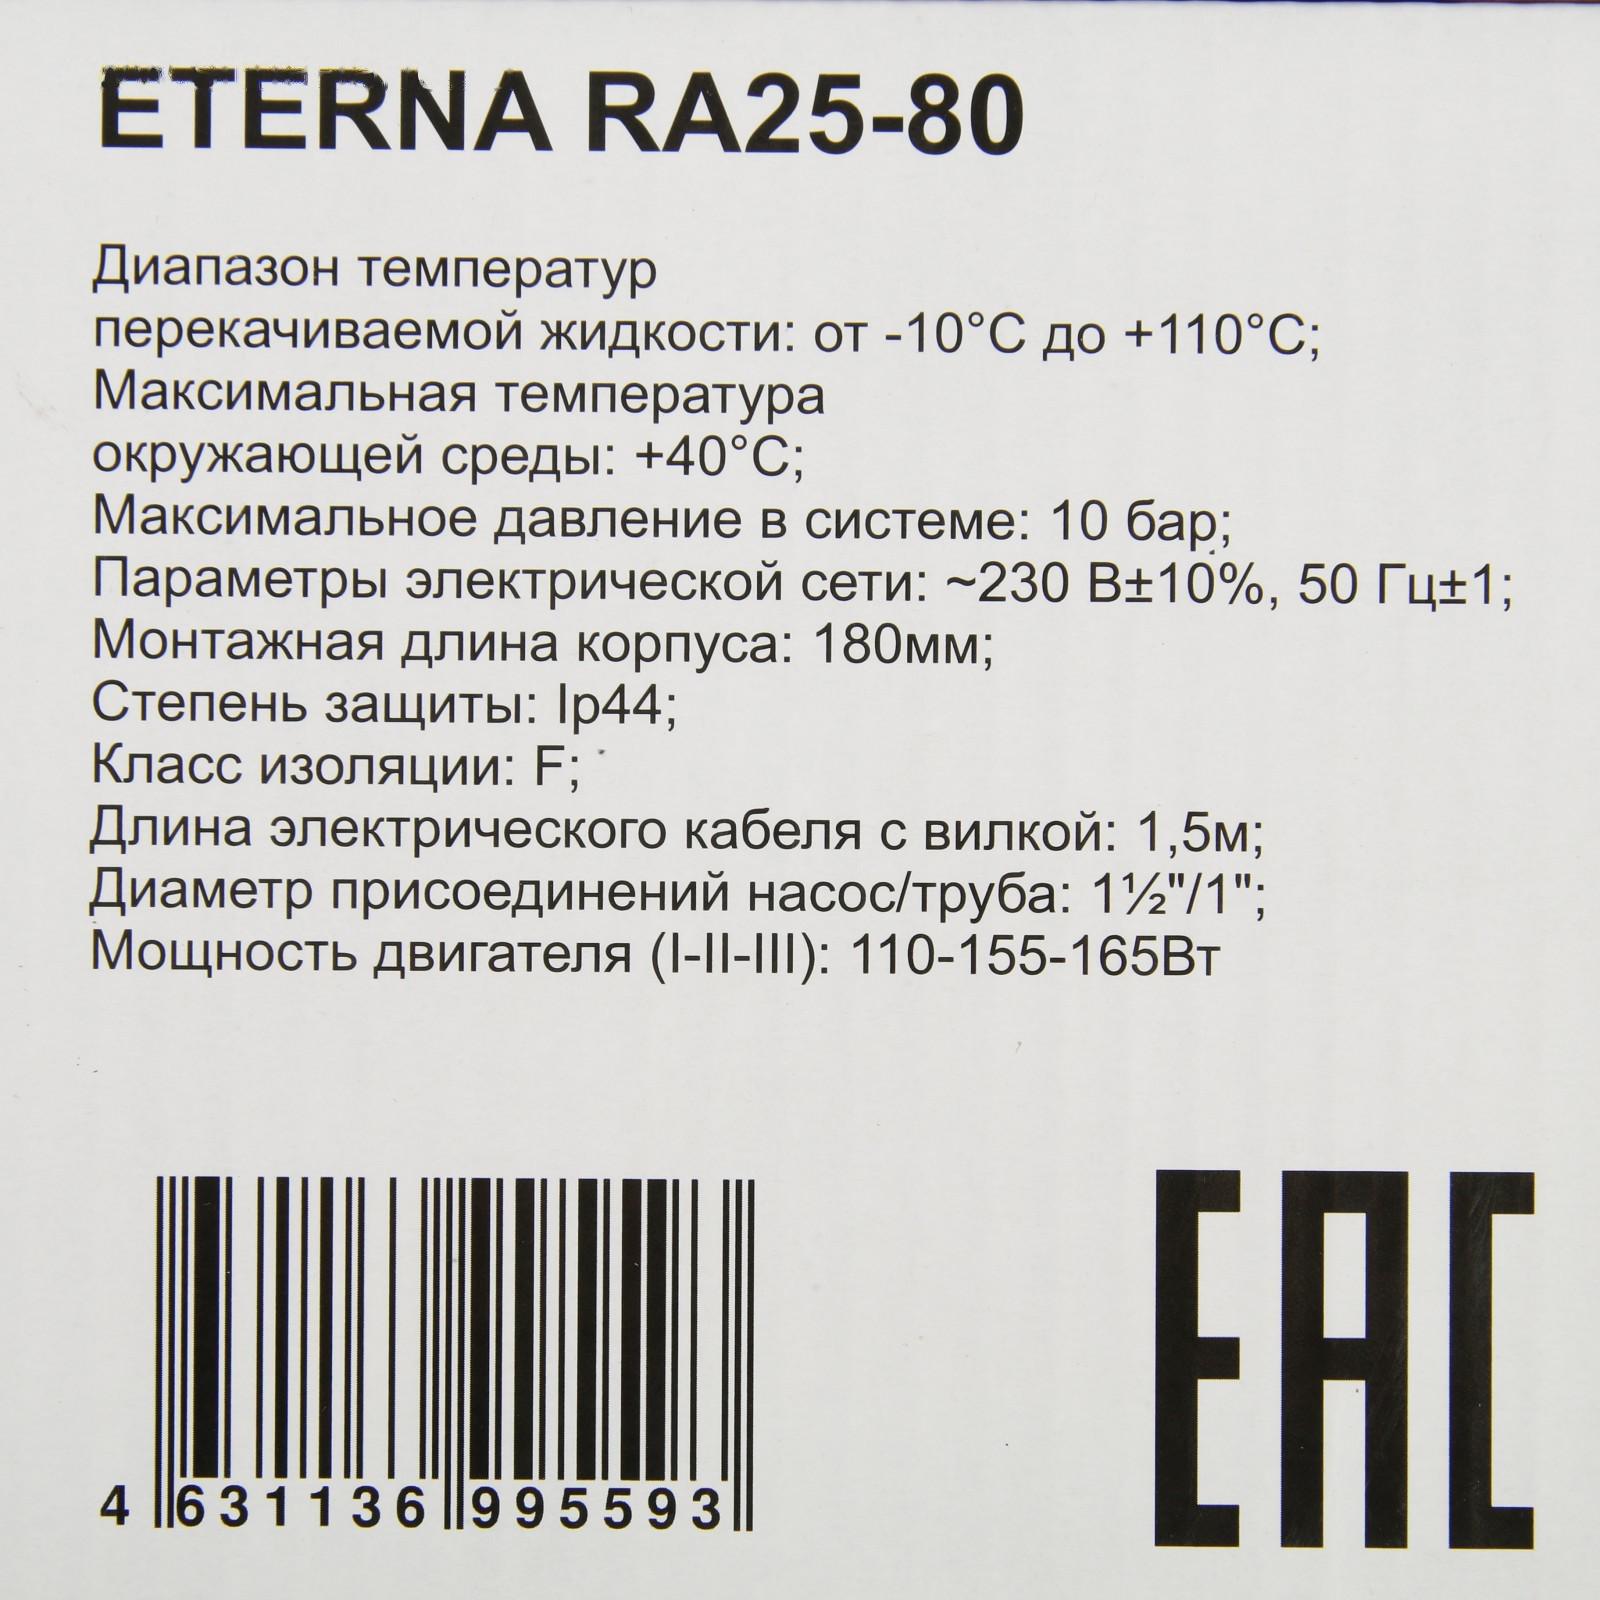 ETERNA RA25-80
Диапазон температур
перекачиваемой жидкости: от -10°C до +110°C;
Максимальная температура
окружающей среды: +40°C;
Максимальное давление в системе: 10 бар;
Параметры электрической сети: ~230 В±10%, 50 Гц±1;
Монтажная длина корпуса: 180мм;
Степень защиты: Ip44;
Класс изоляции: F;
Длина электрического кабеля с вилкой: 1,5м;
Диаметр присоединений насос/труба: 1½"/1";
Мощность двигателя (I-II-III): 110-155-165Вт
4 631136 995593
EAC